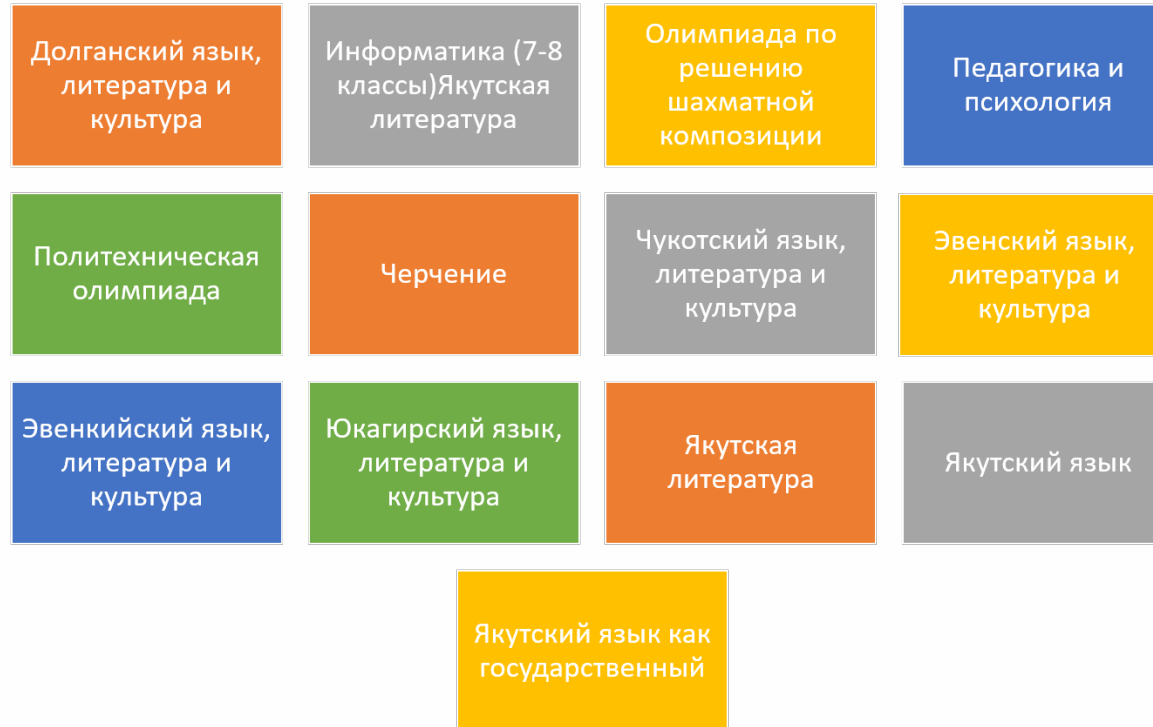 Долганский язык,
литература и
культура
Информатика (7-8
классы)Якутская
литература
Олимпиада по
решению
шахматной
композиции
Педагогика и
психология
Политехническая
олимпиада
Черчение
Чукотский язык,
литература и
культура
Эвенский язык,
литература и
культура
Эвенкийский язык,
литература и
культура
Юкагирский язык,
литература и
культура
Якутская
литература
Якутский язык
Якутский язык как
государственный